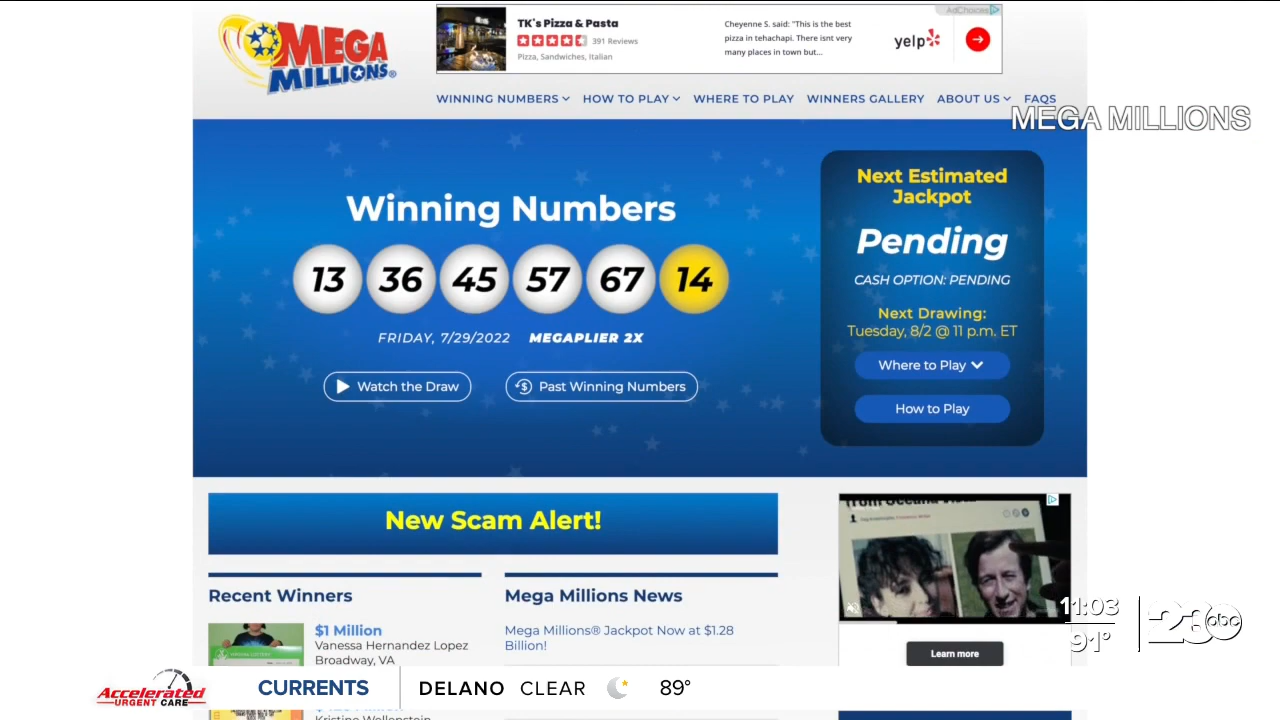 MEGA
MILLIONS®
TK's Pizza & Pasta
391 Reviews
Pizza, Sandwiches, Italian
Cheyenne S. said: "This is the best
pizza in tehachapi. There isnt very
many places in town but...
yelp
AdChoices
WINNING NUMBERS
HOW TO PLAY
WHERE TO PLAY
WINNERS GALLERY
ABOUT US
FAQS
MEGA MILLIONS
Winning Numbers
13 36 45 57 67 14
FRIDAY, 7/29/2022 MEGAPLIER 2X
Watch the Draw
Past Winning Numbers
Next Estimated
Jackpot
Pending
CASH OPTION: PENDING
Next Drawing:
Tuesday, 8/2 @ 11 p.m. ET
Where to Play
How to Play
New Scam Alert!
Recent Winners
$1 Million
Vanessa Hernandez Lopez
Broadway, VA
Mega Millions News
Mega Millions® Jackpot Now at $1.28
Billion!
Learn more
11:03
91°
23 abc
Accelerated
URGENT CARE
CURRENTS
DELANO CLEAR 89°